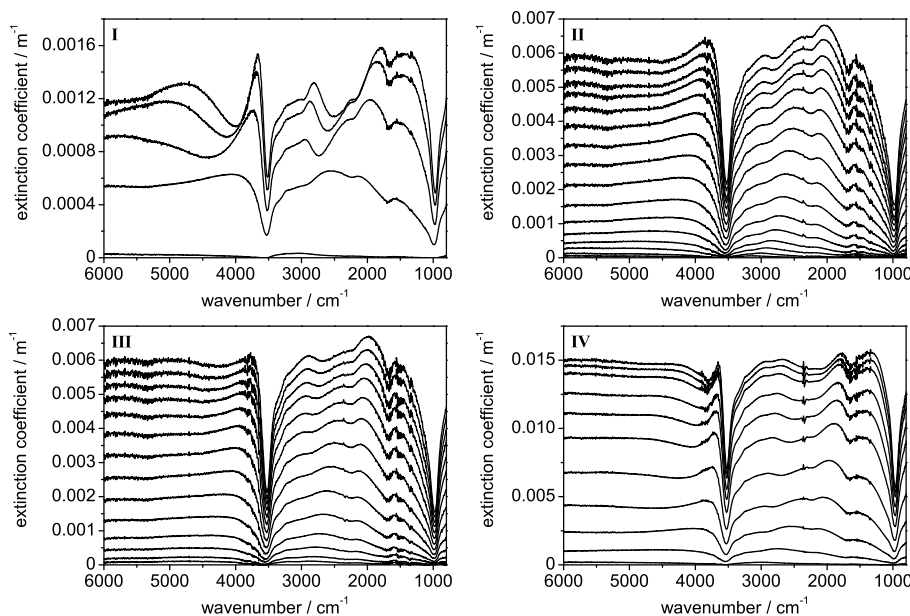 I
extinction coefficient / m⁻¹
0.0016
0.0012
0.0008
0.0004
0
6000 5000 4000 3000 2000 1000
wavenumber / cm⁻¹
II
extinction coefficient / m⁻¹
0.007
0.006
0.005
0.004
0.003
0.002
0.001
0
6000 5000 4000 3000 2000 1000
wavenumber / cm⁻¹
III
extinction coefficient / m⁻¹
0.007
0.006
0.005
0.004
0.003
0.002
0.001
0
6000 5000 4000 3000 2000 1000
wavenumber / cm⁻¹
IV
extinction coefficient / m⁻¹
0.015
0.010
0.005
0
6000 5000 4000 3000 2000 1000
wavenumber / cm⁻¹